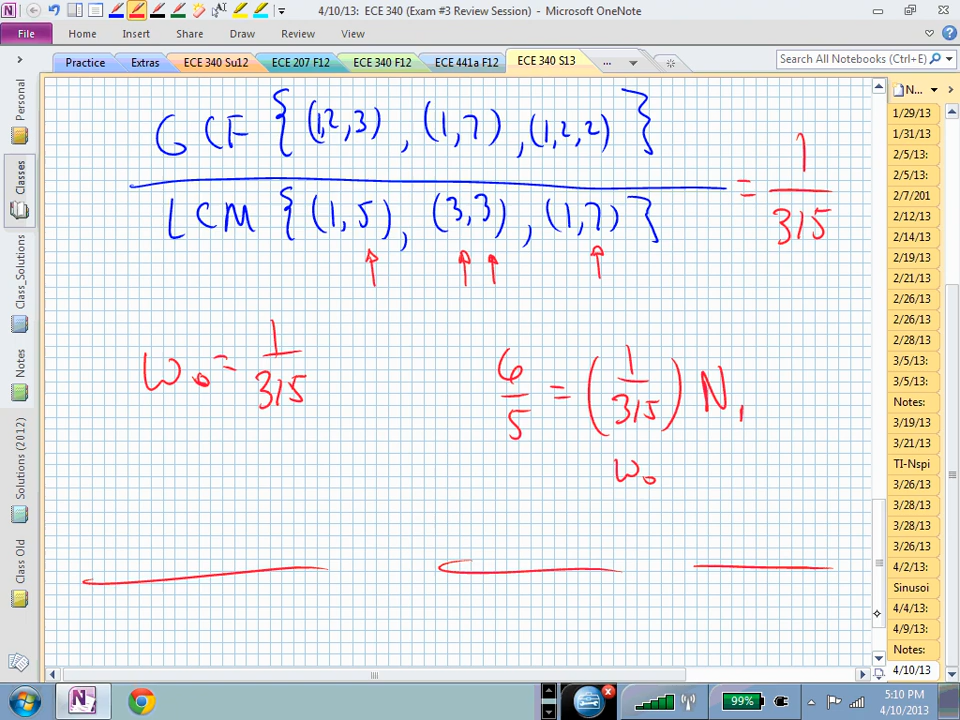 4/10/13: ECE 340 (Exam #3 Review Session) - Microsoft OneNote
File Home Insert Share Draw Review View
Practice Extras ECE 340 Su12 ECE 207 F12 ECE 340 F12 ECE 441a F12 ECE 340 S13 ... Search All Notebooks (Ctrl+E)
Personal
Classes
Class_Solutions
Notes
Solutions (2012)
Class Old
GCF { (1,2,3) , (1,7) , (1,2,2) }
LCM { (1,5) , (3,3) , (1,7) }
= 1/315
W₀ = 1/315
6/5 = (1/315) N₁
W₀
N...
1/29/13
1/31/13
2/5/13:
2/5/13:
2/7/201
2/12/13
2/14/13
2/19/13
2/21/13
2/26/13
2/26/13
2/28/13
3/5/13:
3/5/13:
Notes:
3/19/13
3/21/13
TI-Nspi
3/26/13
3/28/13
3/28/13
3/26/13
4/2/13:
Sinusoi
4/4/13:
4/9/13:
Notes:
4/10/13
99%
5:10 PM
4/10/2013